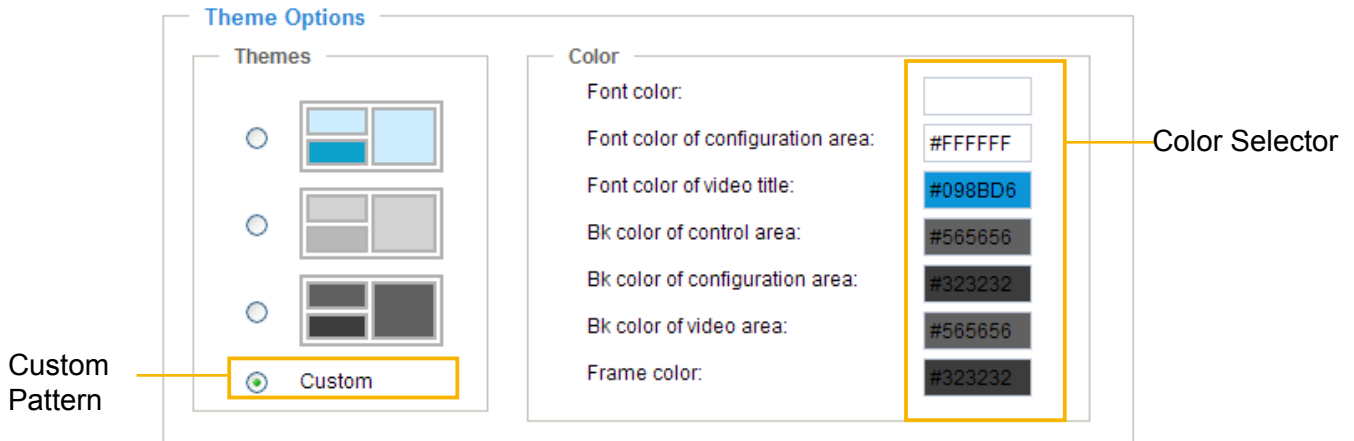 Theme Options
Themes
Custom
Color
Font color:
Font color of configuration area: #FFFFFF
Font color of video title: #098BD6
Bk color of control area: #565656
Bk color of configuration area: #323232
Bk color of video area: #565656
Frame color: #323232
Color Selector
Custom
Pattern